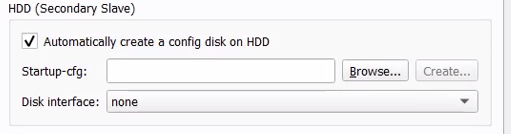 HDD (Secondary Slave)
Automatically create a config disk on HDD
Startup-cfg: Browse... Create...
Disk interface: none